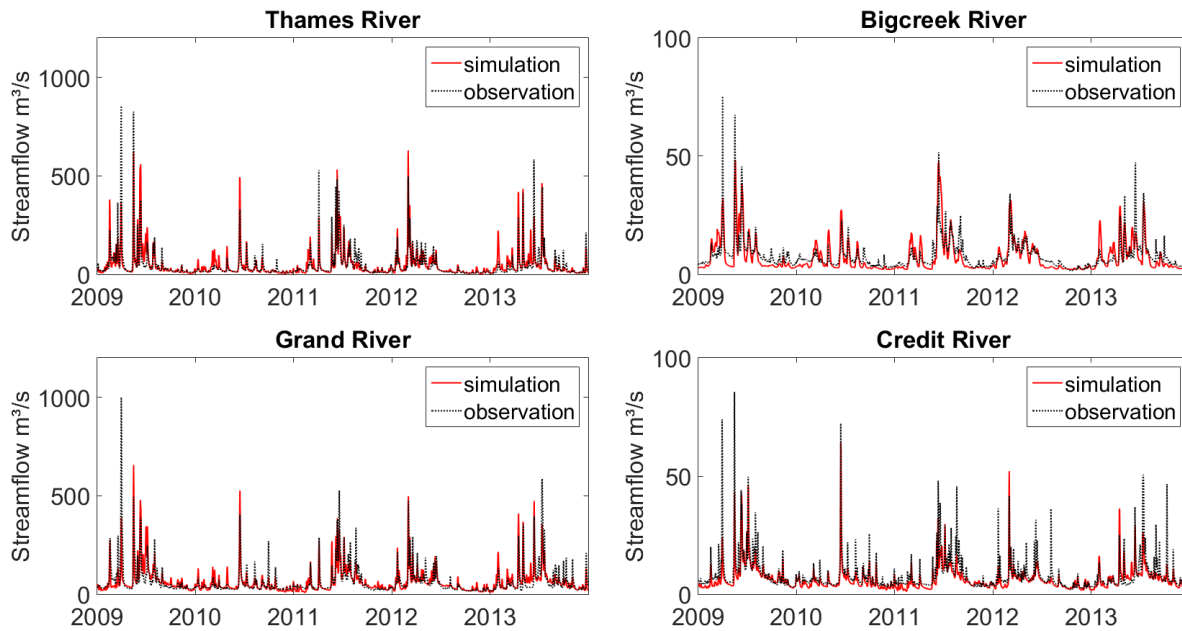 Thames River
Streamflow m³/s
1000
500
0
simulation
observation
2009 2010 2011 2012 2013
Bigcreek River
Streamflow m³/s
100
50
0
simulation
observation
2009 2010 2011 2012 2013
Grand River
Streamflow m³/s
1000
500
0
simulation
observation
2009 2010 2011 2012 2013
Credit River
Streamflow m³/s
100
50
0
simulation
observation
2009 2010 2011 2012 2013